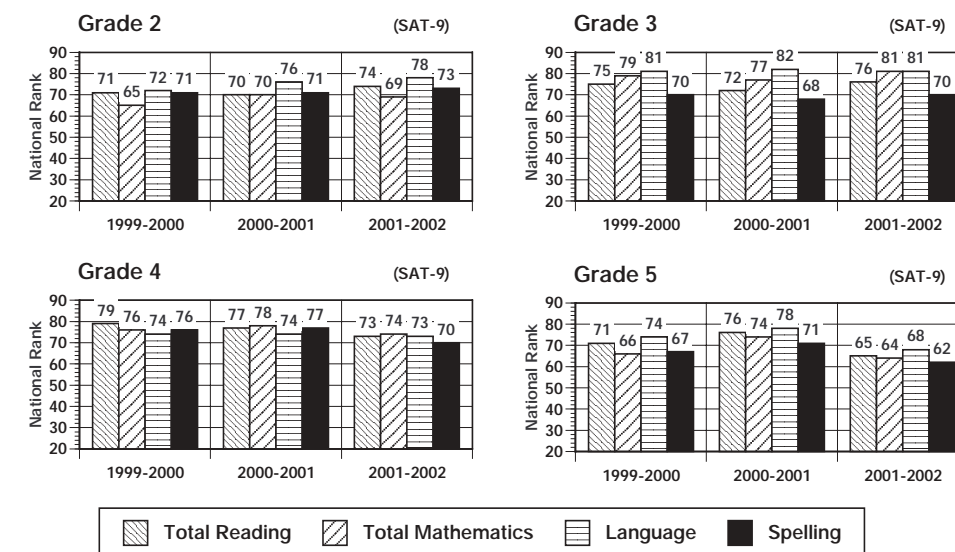 Grade 2 (SAT-9)
National Rank
90
80
70
60
50
40
30
20
71 65 72 71
70 70 76 71
74 69 78 73
1999-2000 2000-2001 2001-2002
Grade 3 (SAT-9)
National Rank
90
80
70
60
50
40
30
20
75 79 81 70
72 77 82 68
76 81 81 70
1999-2000 2000-2001 2001-2002
Grade 4 (SAT-9)
National Rank
90
80
70
60
50
40
30
20
79 76 74 76
77 78 74 77
73 74 73 70
1999-2000 2000-2001 2001-2002
Grade 5 (SAT-9)
National Rank
90
80
70
60
50
40
30
20
71 66 74 67
76 74 78 71
65 64 68 62
1999-2000 2000-2001 2001-2002
Total Reading Total Mathematics Language Spelling